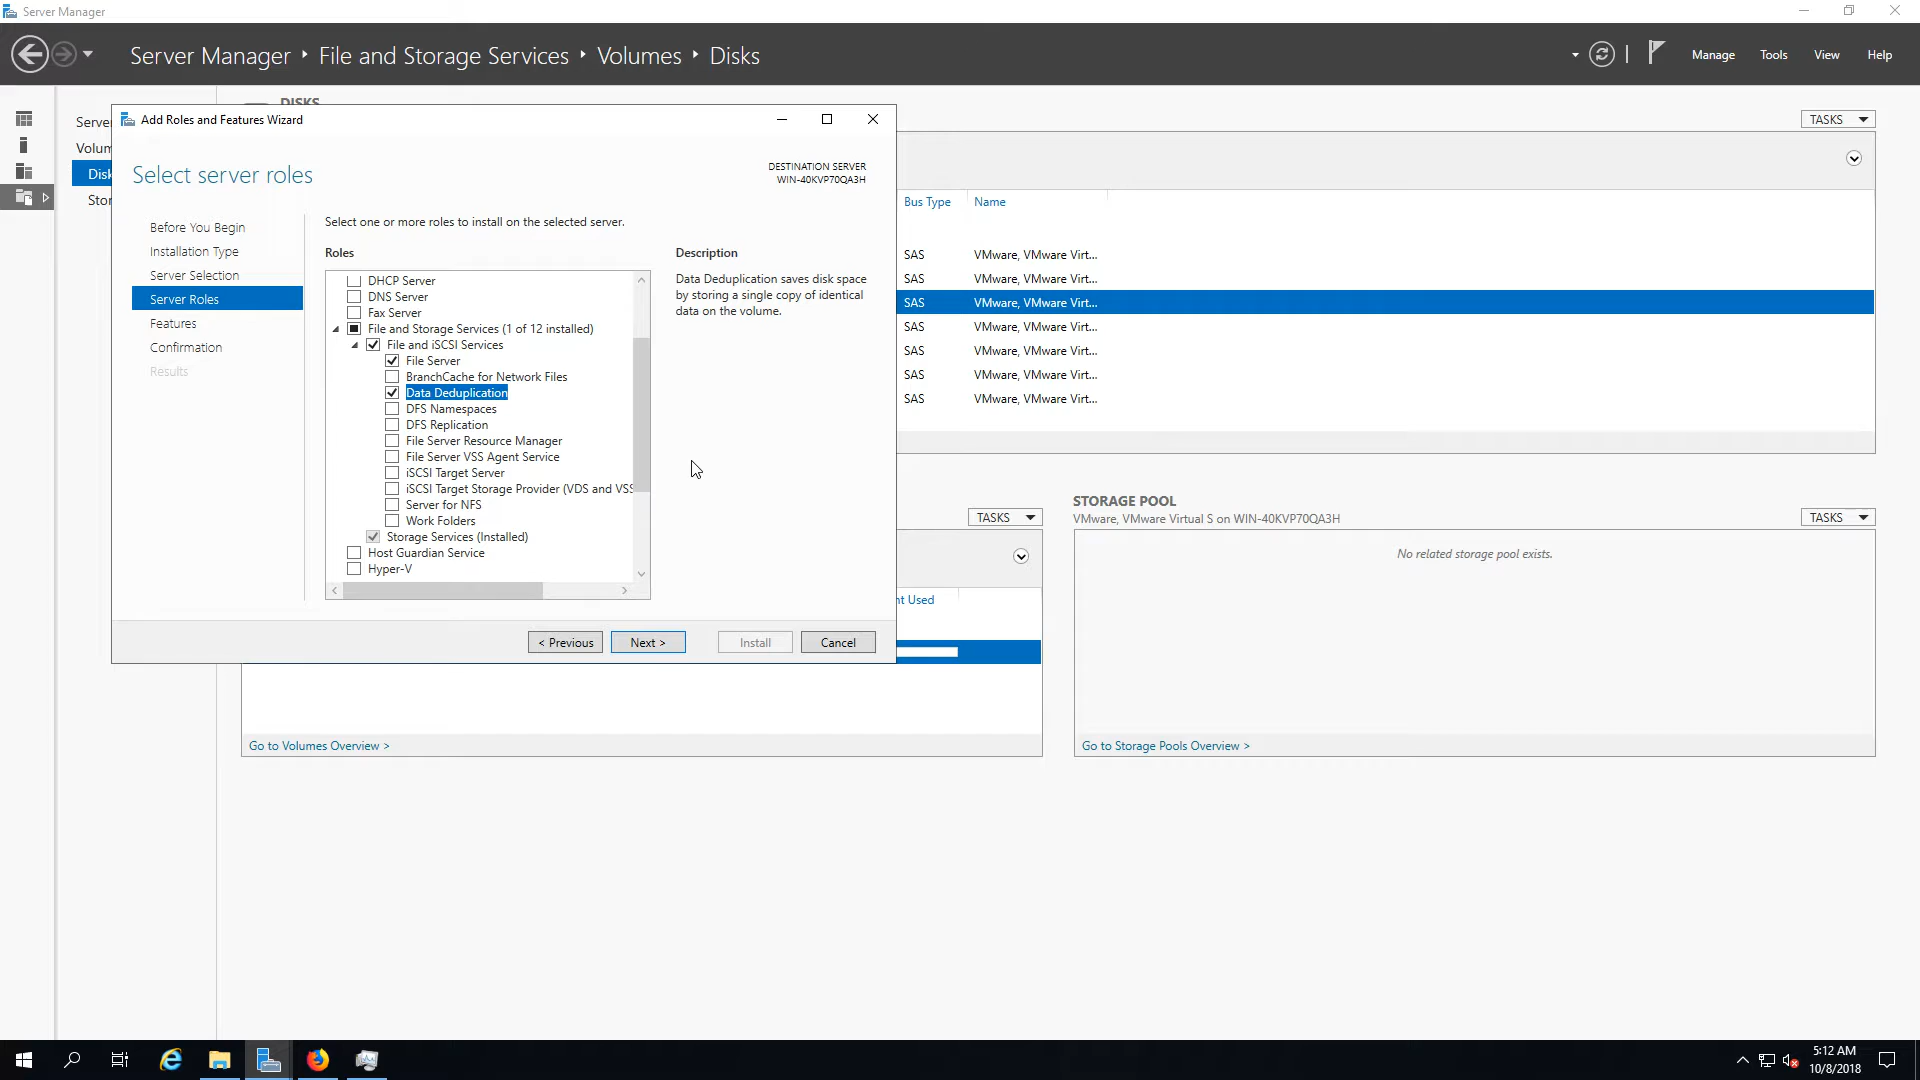 Server Manager
Server Manager ‣ File and Storage Services ‣ Volumes ‣ Disks
Manage Tools View Help
DISKS
TASKS
Serve
Volum
Disk
Stor
Add Roles and Features Wizard
Select server roles
DESTINATION SERVER
WIN-40KVP70QA3H
Before You Begin
Installation Type
Server Selection
Server Roles
Features
Confirmation
Results
Select one or more roles to install on the selected server.
Roles
DHCP Server
DNS Server
Fax Server
File and Storage Services (1 of 12 installed)
File and iSCSI Services
File Server
BranchCache for Network Files
Data Deduplication
DFS Namespaces
DFS Replication
File Server Resource Manager
File Server VSS Agent Service
iSCSI Target Server
iSCSI Target Storage Provider (VDS and VSS
Server for NFS
Work Folders
Storage Services (Installed)
Host Guardian Service
Hyper-V
Description
Data Deduplication saves disk space
by storing a single copy of identical
data on the volume.
< Previous Next > Install Cancel
Bus Type Name
SAS VMware, VMware Virt...
SAS VMware, VMware Virt...
SAS VMware, VMware Virt...
SAS VMware, VMware Virt...
SAS VMware, VMware Virt...
SAS VMware, VMware Virt...
SAS VMware, VMware Virt...
TASKS
nt Used
Go to Volumes Overview >
STORAGE POOL
VMware, VMware Virtual S on WIN-40KVP70QA3H
TASKS
No related storage pool exists.
Go to Storage Pools Overview >
5:12 AM
10/8/2018